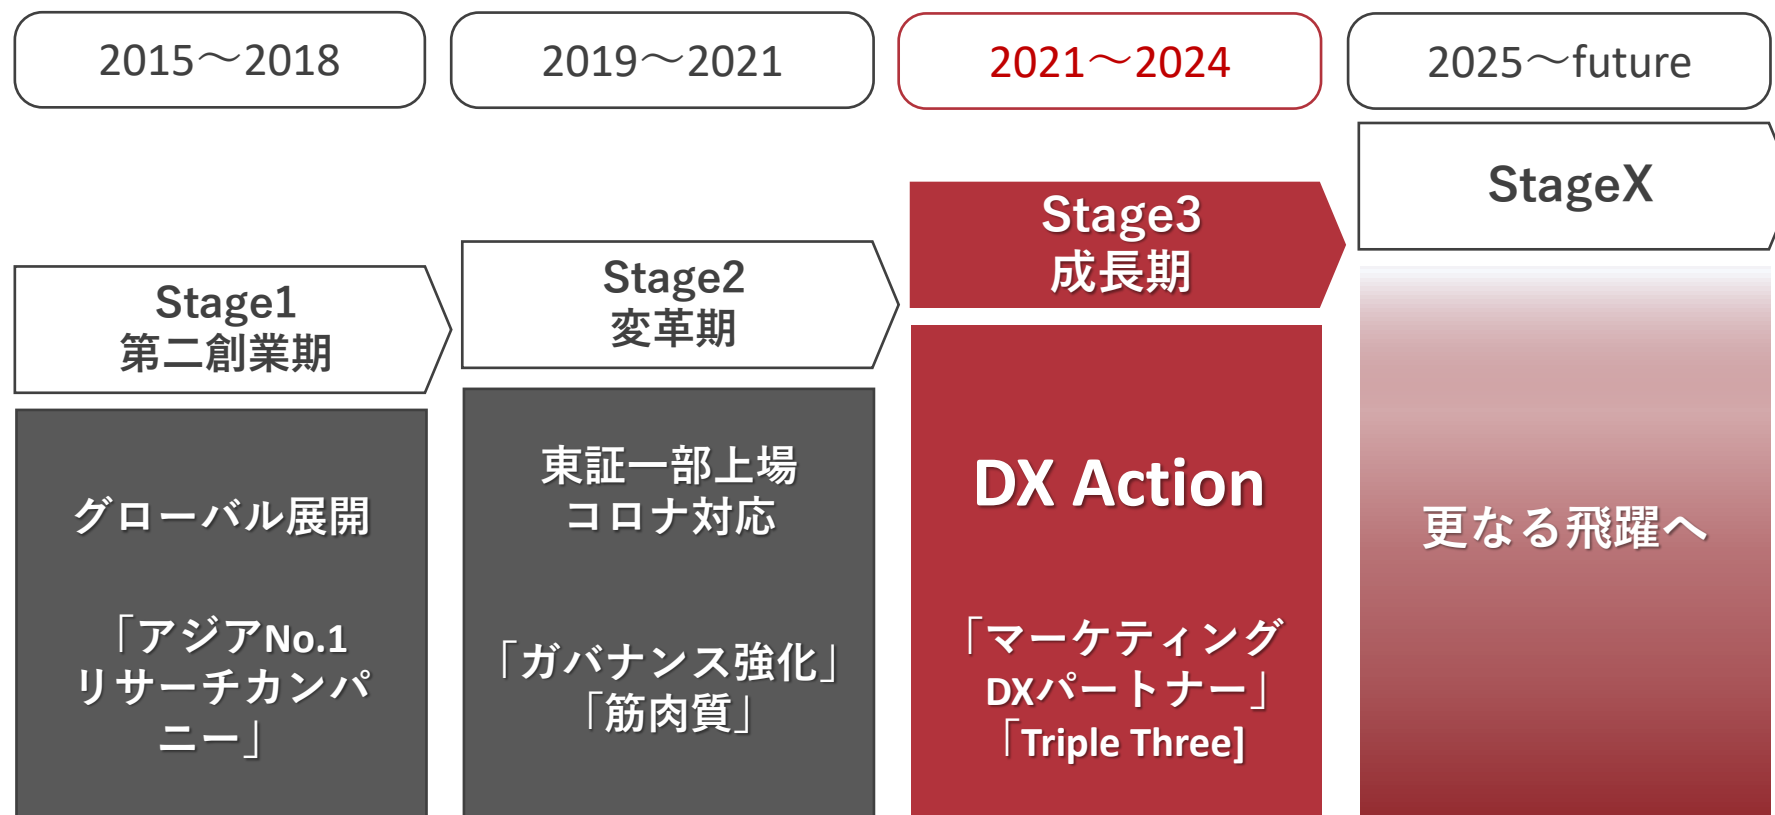 2015～2018
2019～2021
2021～2024
2025～future
Stage1
第二創業期
グローバル展開
「アジアNo.1
リサーチカンパ
ニー」
Stage2
変革期
東証一部上場
コロナ対応
「ガバナンス強化」
「筋肉質」
Stage3
成長期
DX Action
「マーケティング
DXパートナー」
「Triple Three]
StageX
更なる飛躍へ